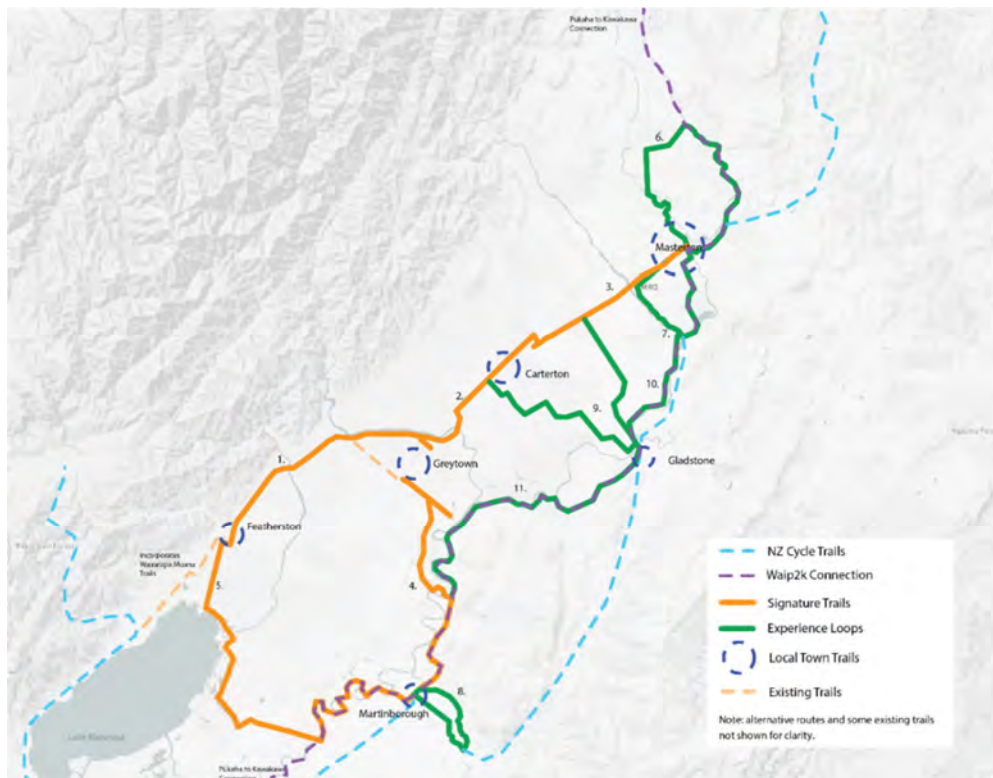 Pūkaha to Kawakawa
Connection
6.
Masterton
3.
7.
Carterton
10.
2.
9.
1.
Greytown
Gladstone
11.
Featherston
Incorporates
Wairarapa Moana
Trails
5.
4.
8.
Martinborough
Pūkaha to Kawakawa
Connection
NZ Cycle Trails
Waip2k Connection
Signature Trails
Experience Loops
Local Town Trails
Existing Trails
Note: alternative routes and some existing trails
not shown for clarity.